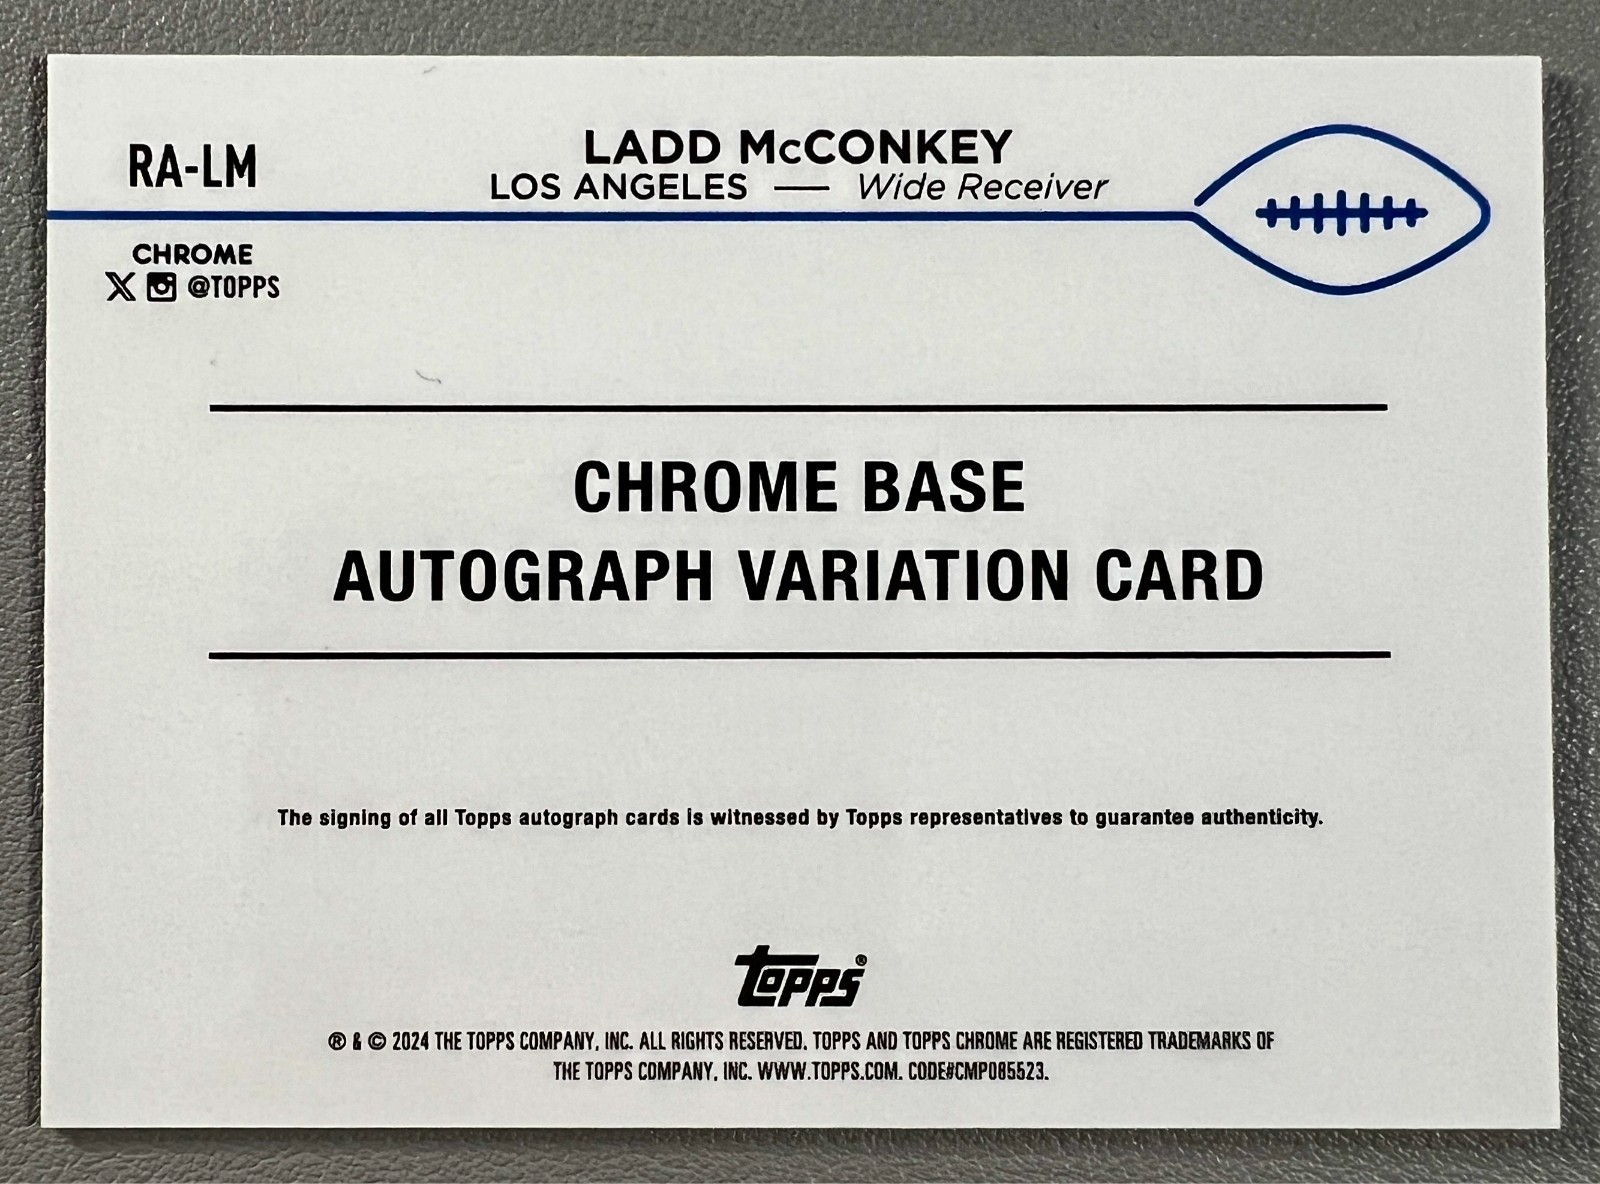 RA-LM
LADD McCONKEY
LOS ANGELES — Wide Receiver
CHROME
@TOPPS
CHROME BASE
AUTOGRAPH VARIATION CARD
The signing of all Topps autograph cards is witnessed by Topps representatives to guarantee authenticity.
topps®
® & © 2024 THE TOPPS COMPANY, INC. ALL RIGHTS RESERVED. TOPPS AND TOPPS CHROME ARE REGISTERED TRADEMARKS OF
THE TOPPS COMPANY, INC. WWW.TOPPS.COM. CODE#CMP085523.